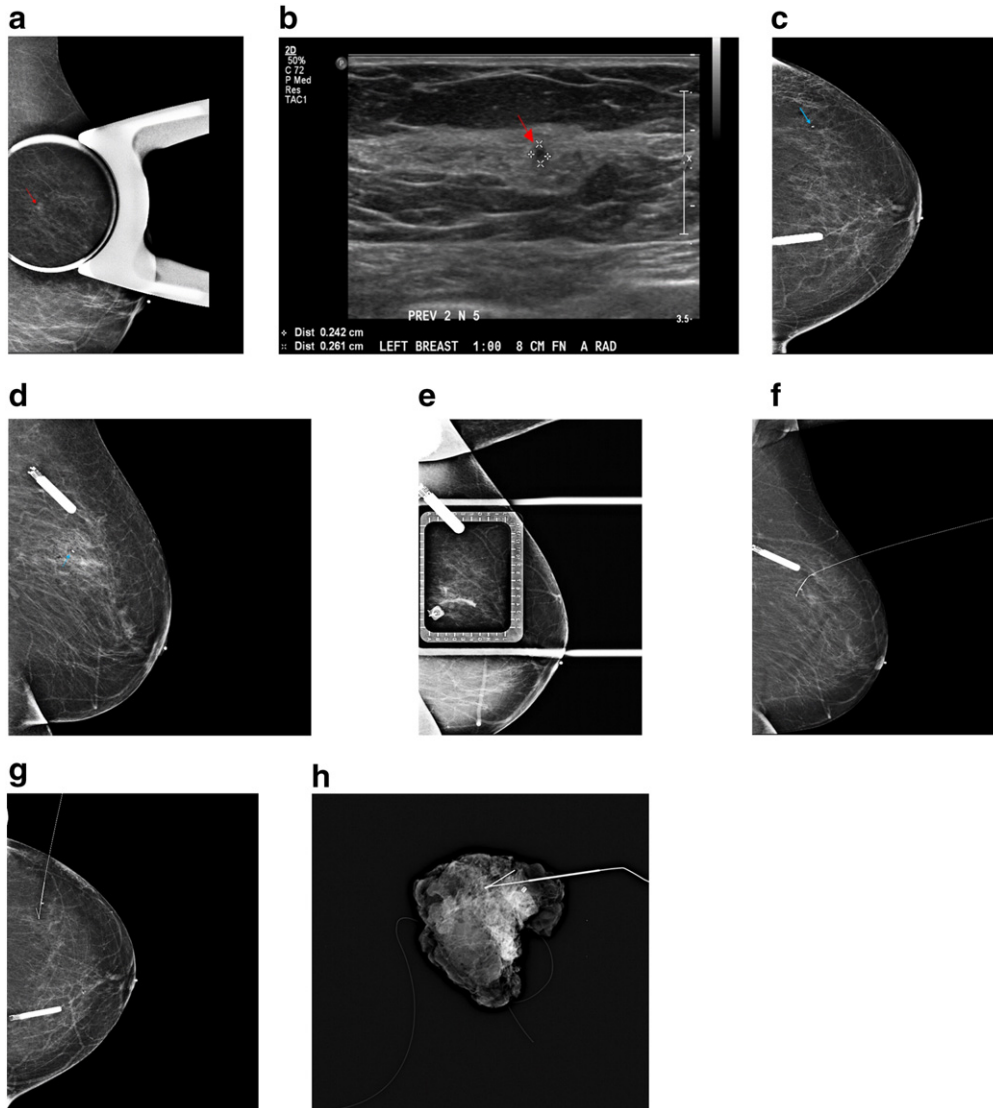 a
b
c
2D
50%
C 72
P Med
Res
TAC1
PREV 2 N 5
3.5
Dist 0.242 cm
Dist 0.261 cm
LEFT BREAST 1:00 8 CM FN A RAD
d
e
f
g
h